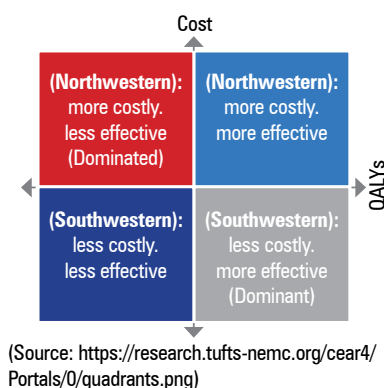 Cost
(Northwestern):
more costly.
less effective
(Dominated)
(Northwestern):
more costly.
more effective
QALYs
(Southwestern):
less costly.
less effective
(Southwestern):
less costly.
more effective
(Dominant)
(Source: https://research.tufts-nemc.org/cear4/
Portals/0/quadrants.png)